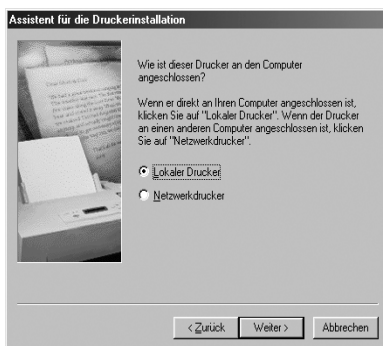 Assistent für die Druckerinstallation
Wie ist dieser Drucker an den Computer
angeschlossen?
Wenn er direkt an Ihren Computer angeschlossen ist,
klicken Sie auf "Lokaler Drucker". Wenn der Drucker
an einen anderen Computer angeschlossen ist, klicken
Sie auf "Netzwerkdrucker".
Lokaler Drucker
Netzwerkdrucker
< Zurück Weiter > Abbrechen